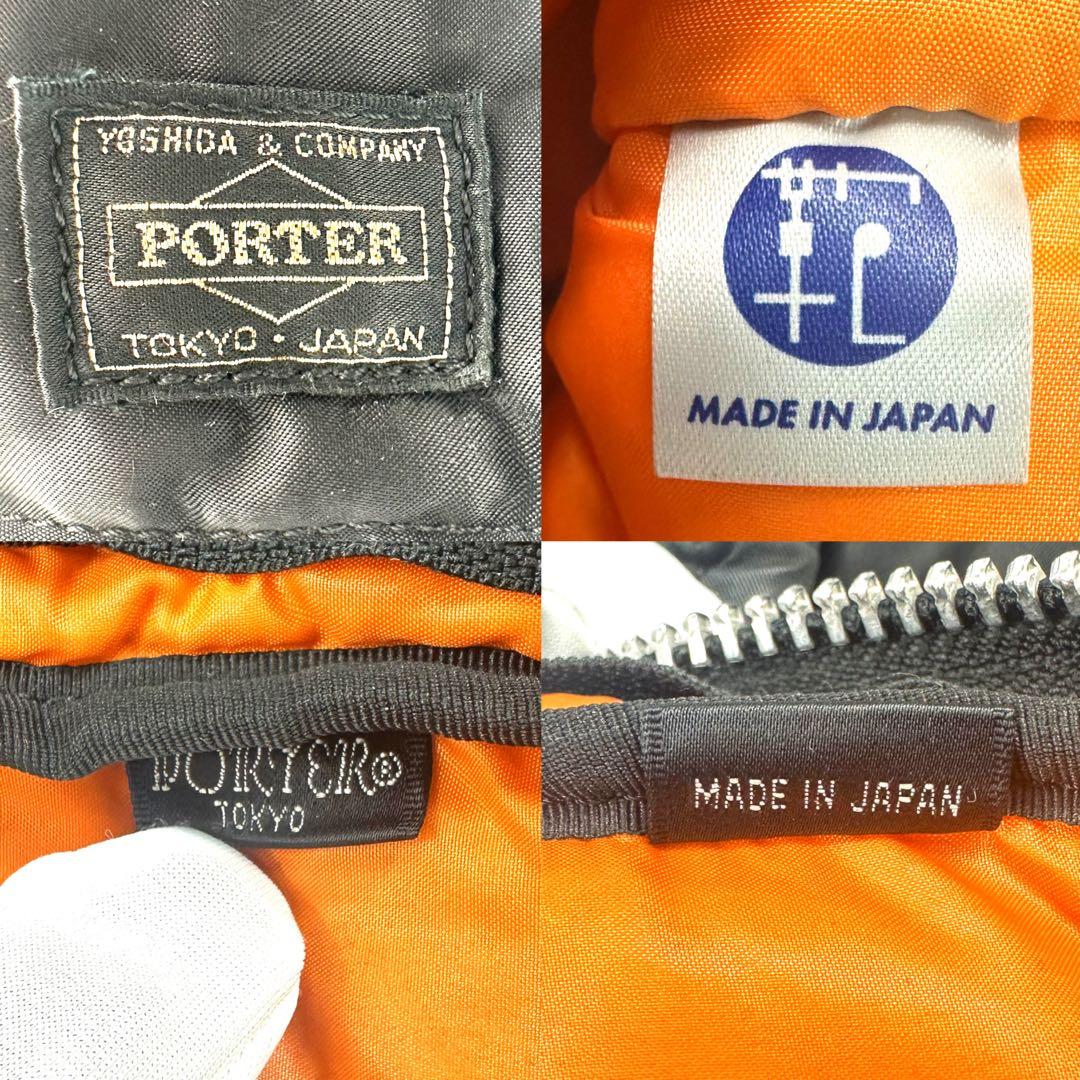 YOSHIDA & COMPANY
PORTER
TOKYO · JAPAN
MADE IN JAPAN
PORTER®
TOKYO
MADE IN JAPAN